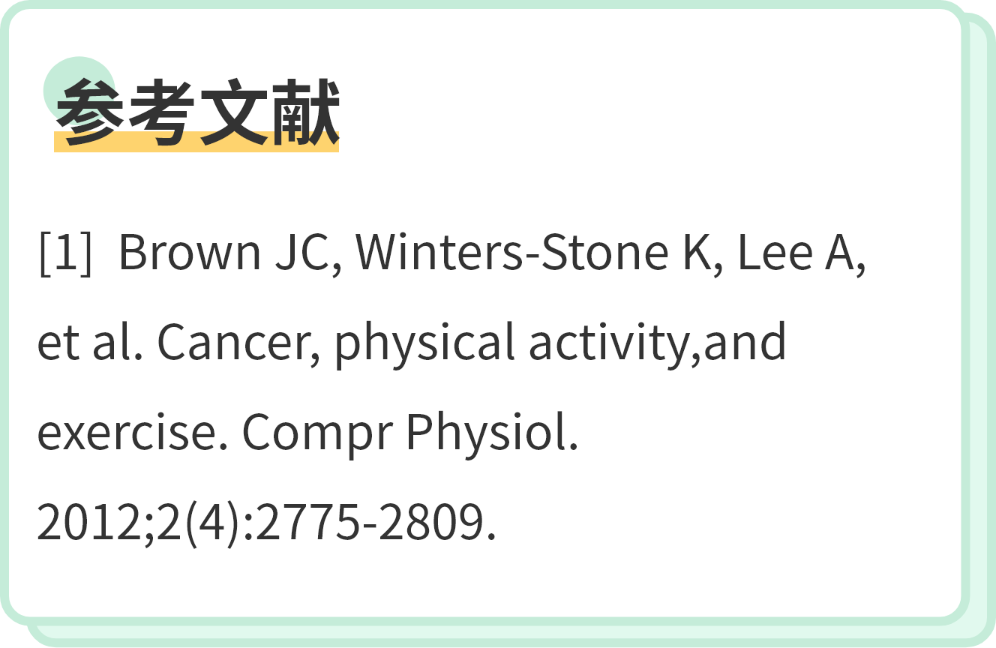 参考文献
[1]  Brown JC, Winters-Stone K, Lee A,
et al. Cancer, physical activity,and
exercise. Compr Physiol.
2012;2(4):2775-2809.